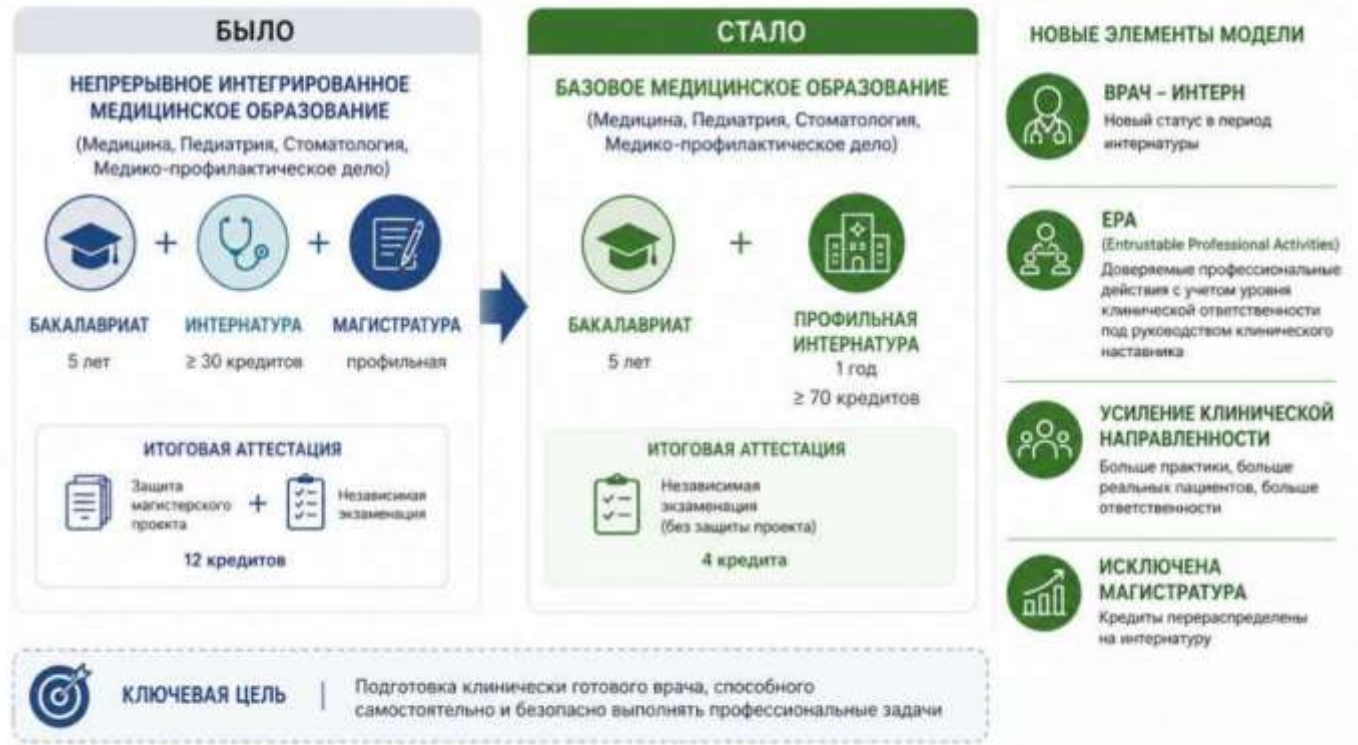 БЫЛО
НЕПРЕРЫВНОЕ ИНТЕГРИРОВАННОЕ
МЕДИЦИНСКОЕ ОБРАЗОВАНИЕ
(Медицина, Педиатрия, Стоматология,
Медико-профилактическое дело)
+
+
БАКАЛАВРИАТ
5 лет
ИНТЕРНАТУРА
≥ 30 кредитов
МАГИСТРАТУРА
профильная
ИТОГОВАЯ АТТЕСТАЦИЯ
Защита
магистерского
проекта
+
Независимая
экзаменация
12 кредитов
СТАЛО
БАЗОВОЕ МЕДИЦИНСКОЕ ОБРАЗОВАНИЕ
(Медицина, Педиатрия, Стоматология,
Медико-профилактическое дело)
+
БАКАЛАВРИАТ
5 лет
ПРОФИЛЬНАЯ
ИНТЕРНАТУРА
1 год
≥ 70 кредитов
ИТОГОВАЯ АТТЕСТАЦИЯ
Независимая
экзаменация
(без защиты проекта)
4 кредита
НОВЫЕ ЭЛЕМЕНТЫ МОДЕЛИ
ВРАЧ – ИНТЕРН
Новый статус в период
интернатуры
EPA
(Entrustable Professional Activities)
Доверяемые профессиональные
действия с учетом уровня
клинической ответственности
под руководством клинического
наставника
УСИЛЕНИЕ КЛИНИЧЕСКОЙ
НАПРАВЛЕННОСТИ
Больше практики, больше
реальных пациентов, больше
ответственности
ИСКЛЮЧЕНА
МАГИСТРАТУРА
Кредиты перераспределены
на интернатуру
КЛЮЧЕВАЯ ЦЕЛЬ
Подготовка клинически готового врача, способного
самостоятельно и безопасно выполнять профессиональные задачи